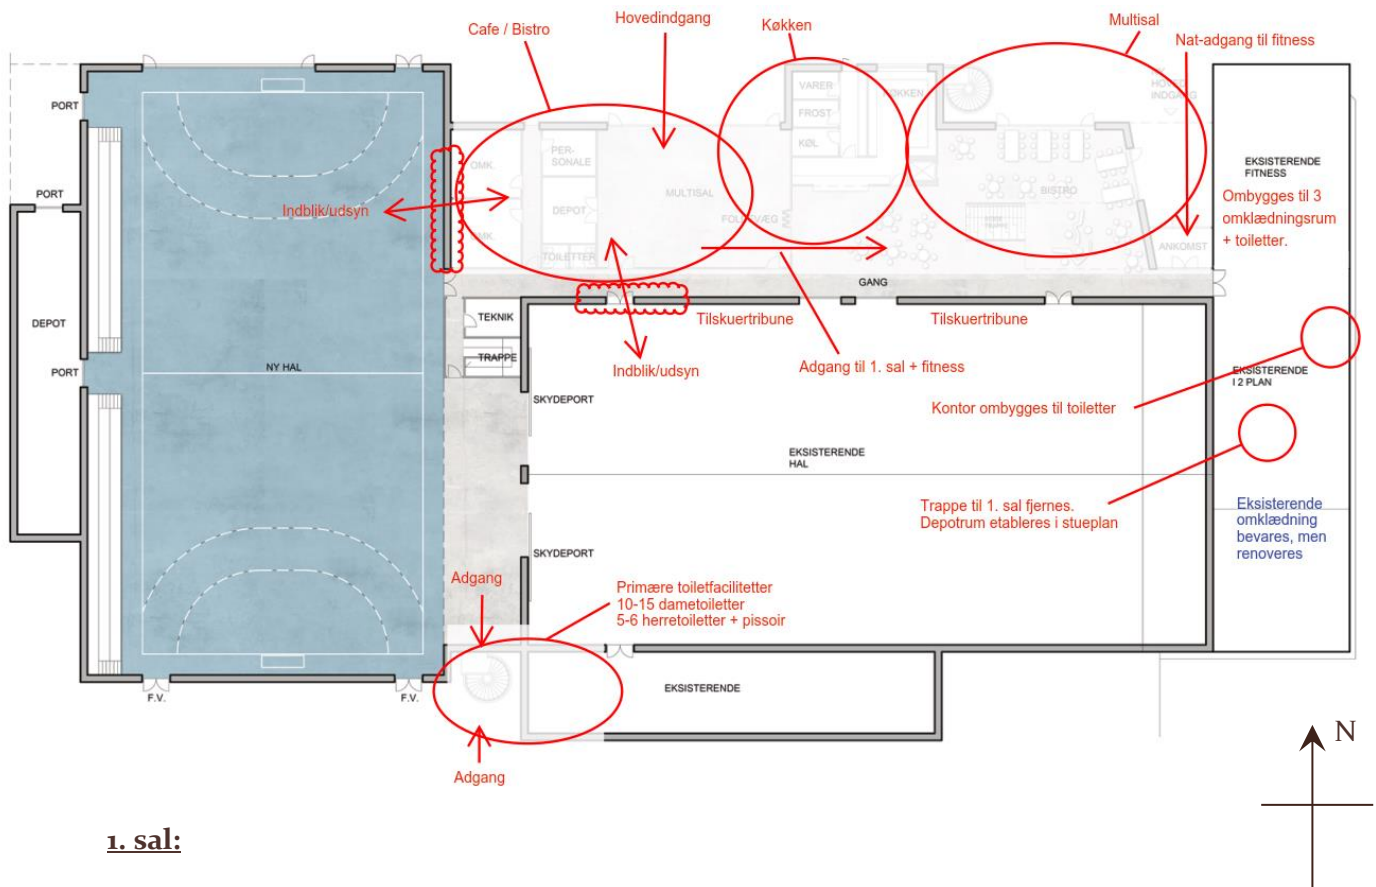 Cafe / Bistro
Hovedindgang
Køkken
Multisal
Nat-adgang til fitness
PORT
VARER
KØKKEN
HOVED
INDGANG
FROST
KØL
OMK.
PER-
SONALE
EKSISTERENDE
FITNESS
PORT
Indblik/udsyn
DEPOT
MULTISAL
BISTRO
Ombygges til 3
omklædningsrum
+ toiletter.
OMK.
TOILETTER
ANKOMST
GANG
DEPOT
TEKNIK
Tilskuertribune
Tilskuertribune
TRAPPE
NY HAL
PORT
Indblik/udsyn
Adgang til 1. sal + fitness
EKSISTERENDE
I 2 PLAN
SKYDEPORT
Kontor ombygges til toiletter
EKSISTERENDE
HAL
Trappe til 1. sal fjernes.
Depotrum etableres i stueplan
Eksisterende
omklædning
bevares, men
renoveres
SKYDEPORT
Adgang
Primære toiletfacilitetter
10-15 dametoiletter
5-6 herretoiletter + pissoir
EKSISTERENDE
F.V.
F.V.
Adgang
N
1. sal: